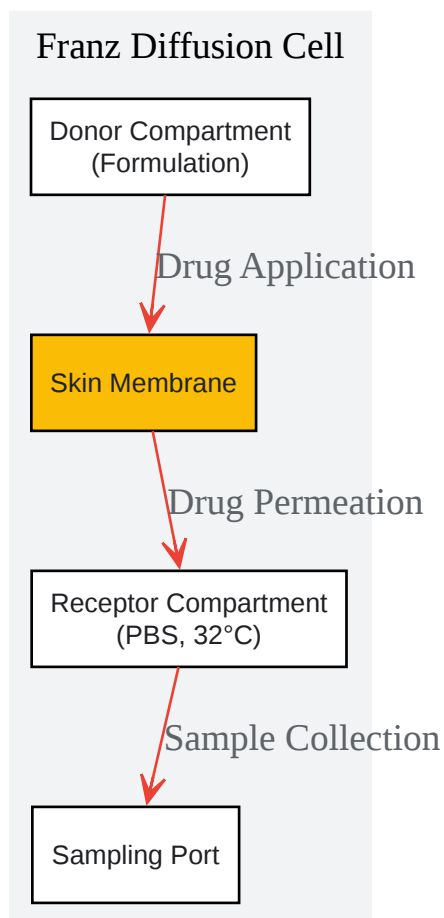 Franz Diffusion Cell
Donor Compartment
(Formulation)
Drug Application
Skin Membrane
Drug Permeation
Receptor Compartment
(PBS, 32°C)
Sample Collection
Sampling Port